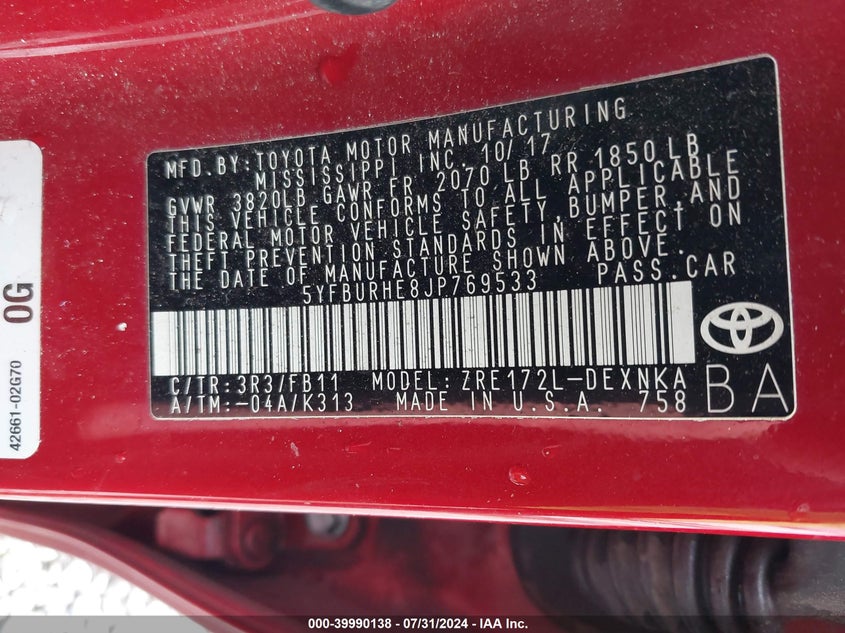 MFD.BY:TOYOTA MOTOR MANUFACTURING
MISSISSIPPI INC. 10/17
GVWR 3820LB GAWR FR 2070 LB RR 1850LB
THIS VEHICLE CONFORMS TO ALL APPLICABLE
FEDERAL MOTOR VEHICLE SAFETY,BUMPER,AND
THEFT PREVENTION STANDARDS IN EFFECT ON
THE DATE OF MANUFACTURE SHOWN ABOVE.
5YFBURHE8JP769533 PASS.CAR
C/TR:3R3/FB11 MODEL:ZRE172L-DEXNKA
A/TM:-04A/K313 MADE IN U.S.A. 758
BA
0G
42661-02G70
000-39990138 - 07/31/2024 - IAA Inc.